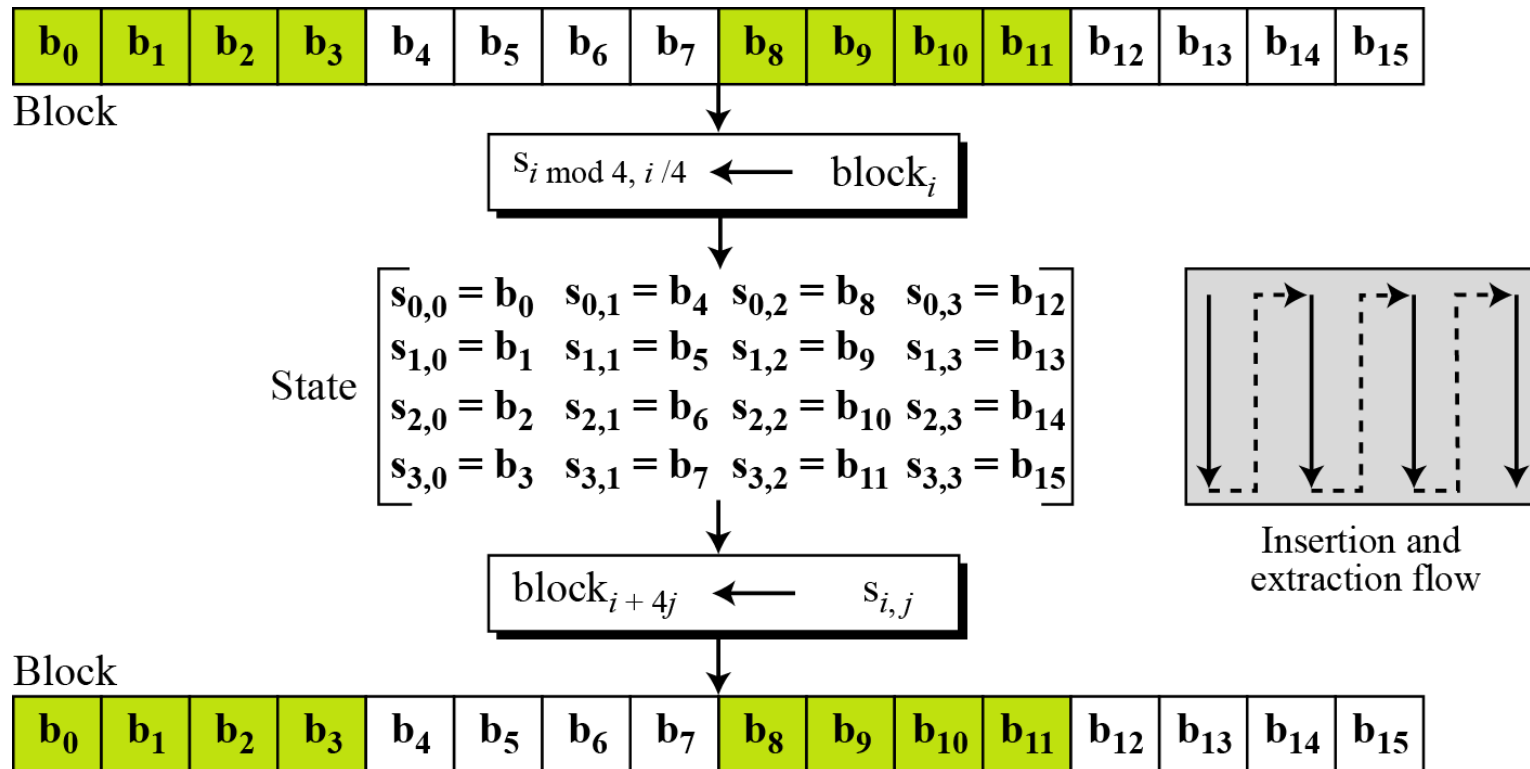 b₀ b₁ b₂ b₃ b₄ b₅ b₆ b₇ b₈ b₉ b₁₀ b₁₁ b₁₂ b₁₃ b₁₄ b₁₅
Block
s_{i mod 4, i/4} ← block_i
s₀,₀ = b₀ s₀,₁ = b₄ s₀,₂ = b₈ s₀,₃ = b₁₂
s₁,₀ = b₁ s₁,₁ = b₅ s₁,₂ = b₉ s₁,₃ = b₁₃
State
s₂,₀ = b₂ s₂,₁ = b₆ s₂,₂ = b₁₀ s₂,₃ = b₁₄
s₃,₀ = b₃ s₃,₁ = b₇ s₃,₂ = b₁₁ s₃,₃ = b₁₅
Insertion and
extraction flow
block_{i + 4j} ← s_{i, j}
Block
b₀ b₁ b₂ b₃ b₄ b₅ b₆ b₇ b₈ b₉ b₁₀ b₁₁ b₁₂ b₁₃ b₁₄ b₁₅